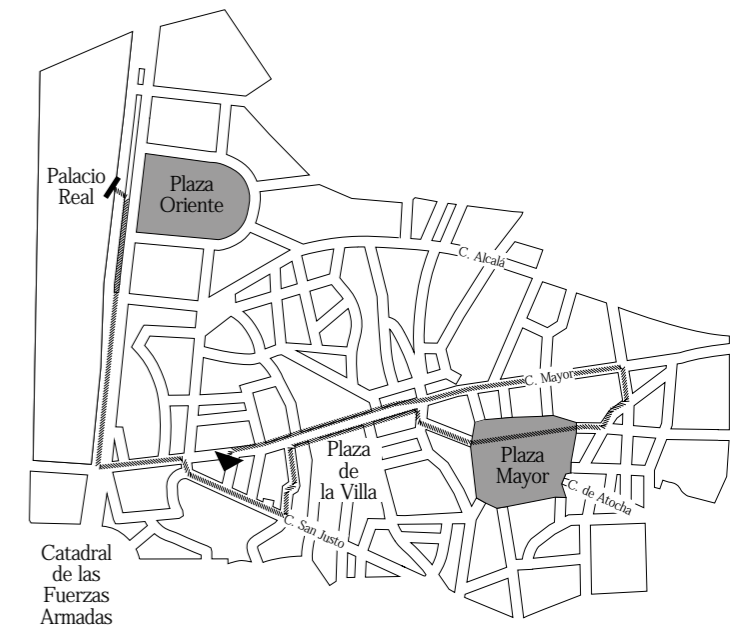 Palacio
Real
Plaza
Oriente
C. Alcalá
C. Mayor
Plaza
de
la Villa
Plaza
Mayor
C. de Atocha
C. San Justo
Catadral
de las
Fuerzas
Armadas